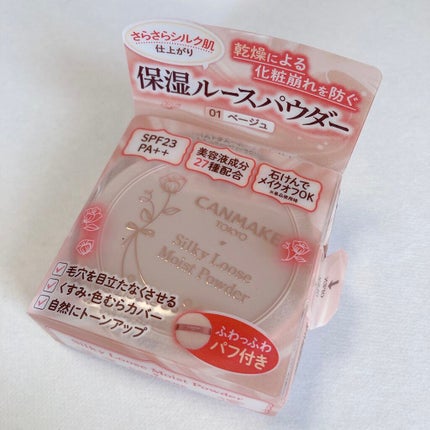 さらさらシルク肌
仕上がり
乾燥による
化粧崩れを防ぐ
保湿ルースパウダー
01 ベージュ
SPF23
PA++
美容液成分
27種配合
石けんで
メイクオフOK
CANMAKE
TOKYO
Silky Loose
Moist Powder
毛穴を目立たなくさせる
くすみ・色むらカバー
自然にトーンアップ
ふわっふわ
パフ付き
Silky Loose Moist Powder